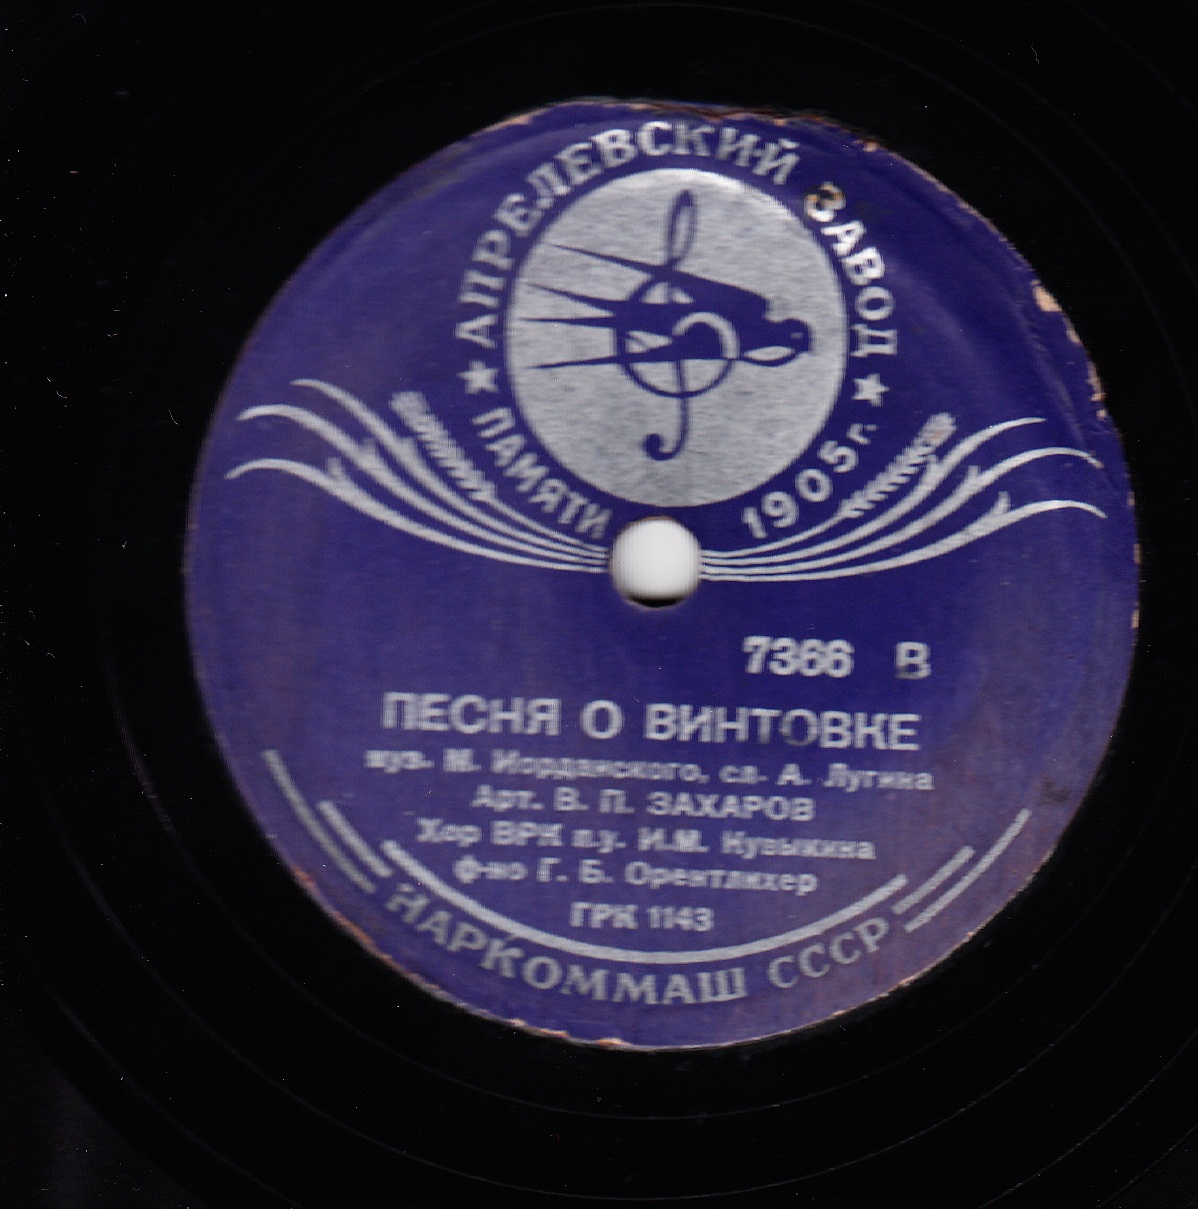 АПРЕЛЕВСКИЙ ЗАВОД
ПАМЯТИ 1905 г.
7366 В
ПЕСНЯ О ВИНТОВКЕ
муз. М. Иорданского, сл. А. Лугина
Арт. В. П. ЗАХАРОВ
Хор ВРК п.у. И.М. Кувыкина
ф-но Г. Б. Орентлихер
ГРК 1143
НАРКОММАШ СССР